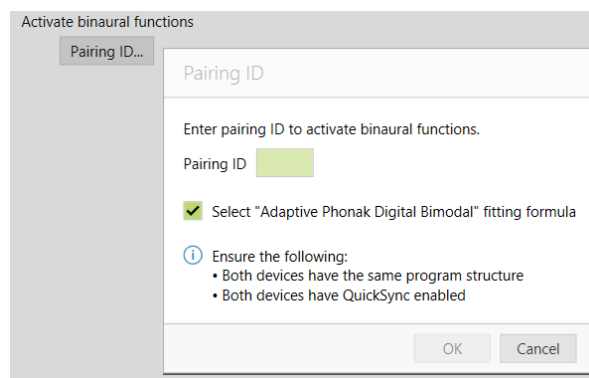 Activate binaural functions
Pairing ID...
Pairing ID
Enter pairing ID to activate binaural functions.
Pairing ID
Select "Adaptive Phonak Digital Bimodal" fitting formula
Ensure the following:
• Both devices have the same program structure
• Both devices have QuickSync enabled
OK Cancel